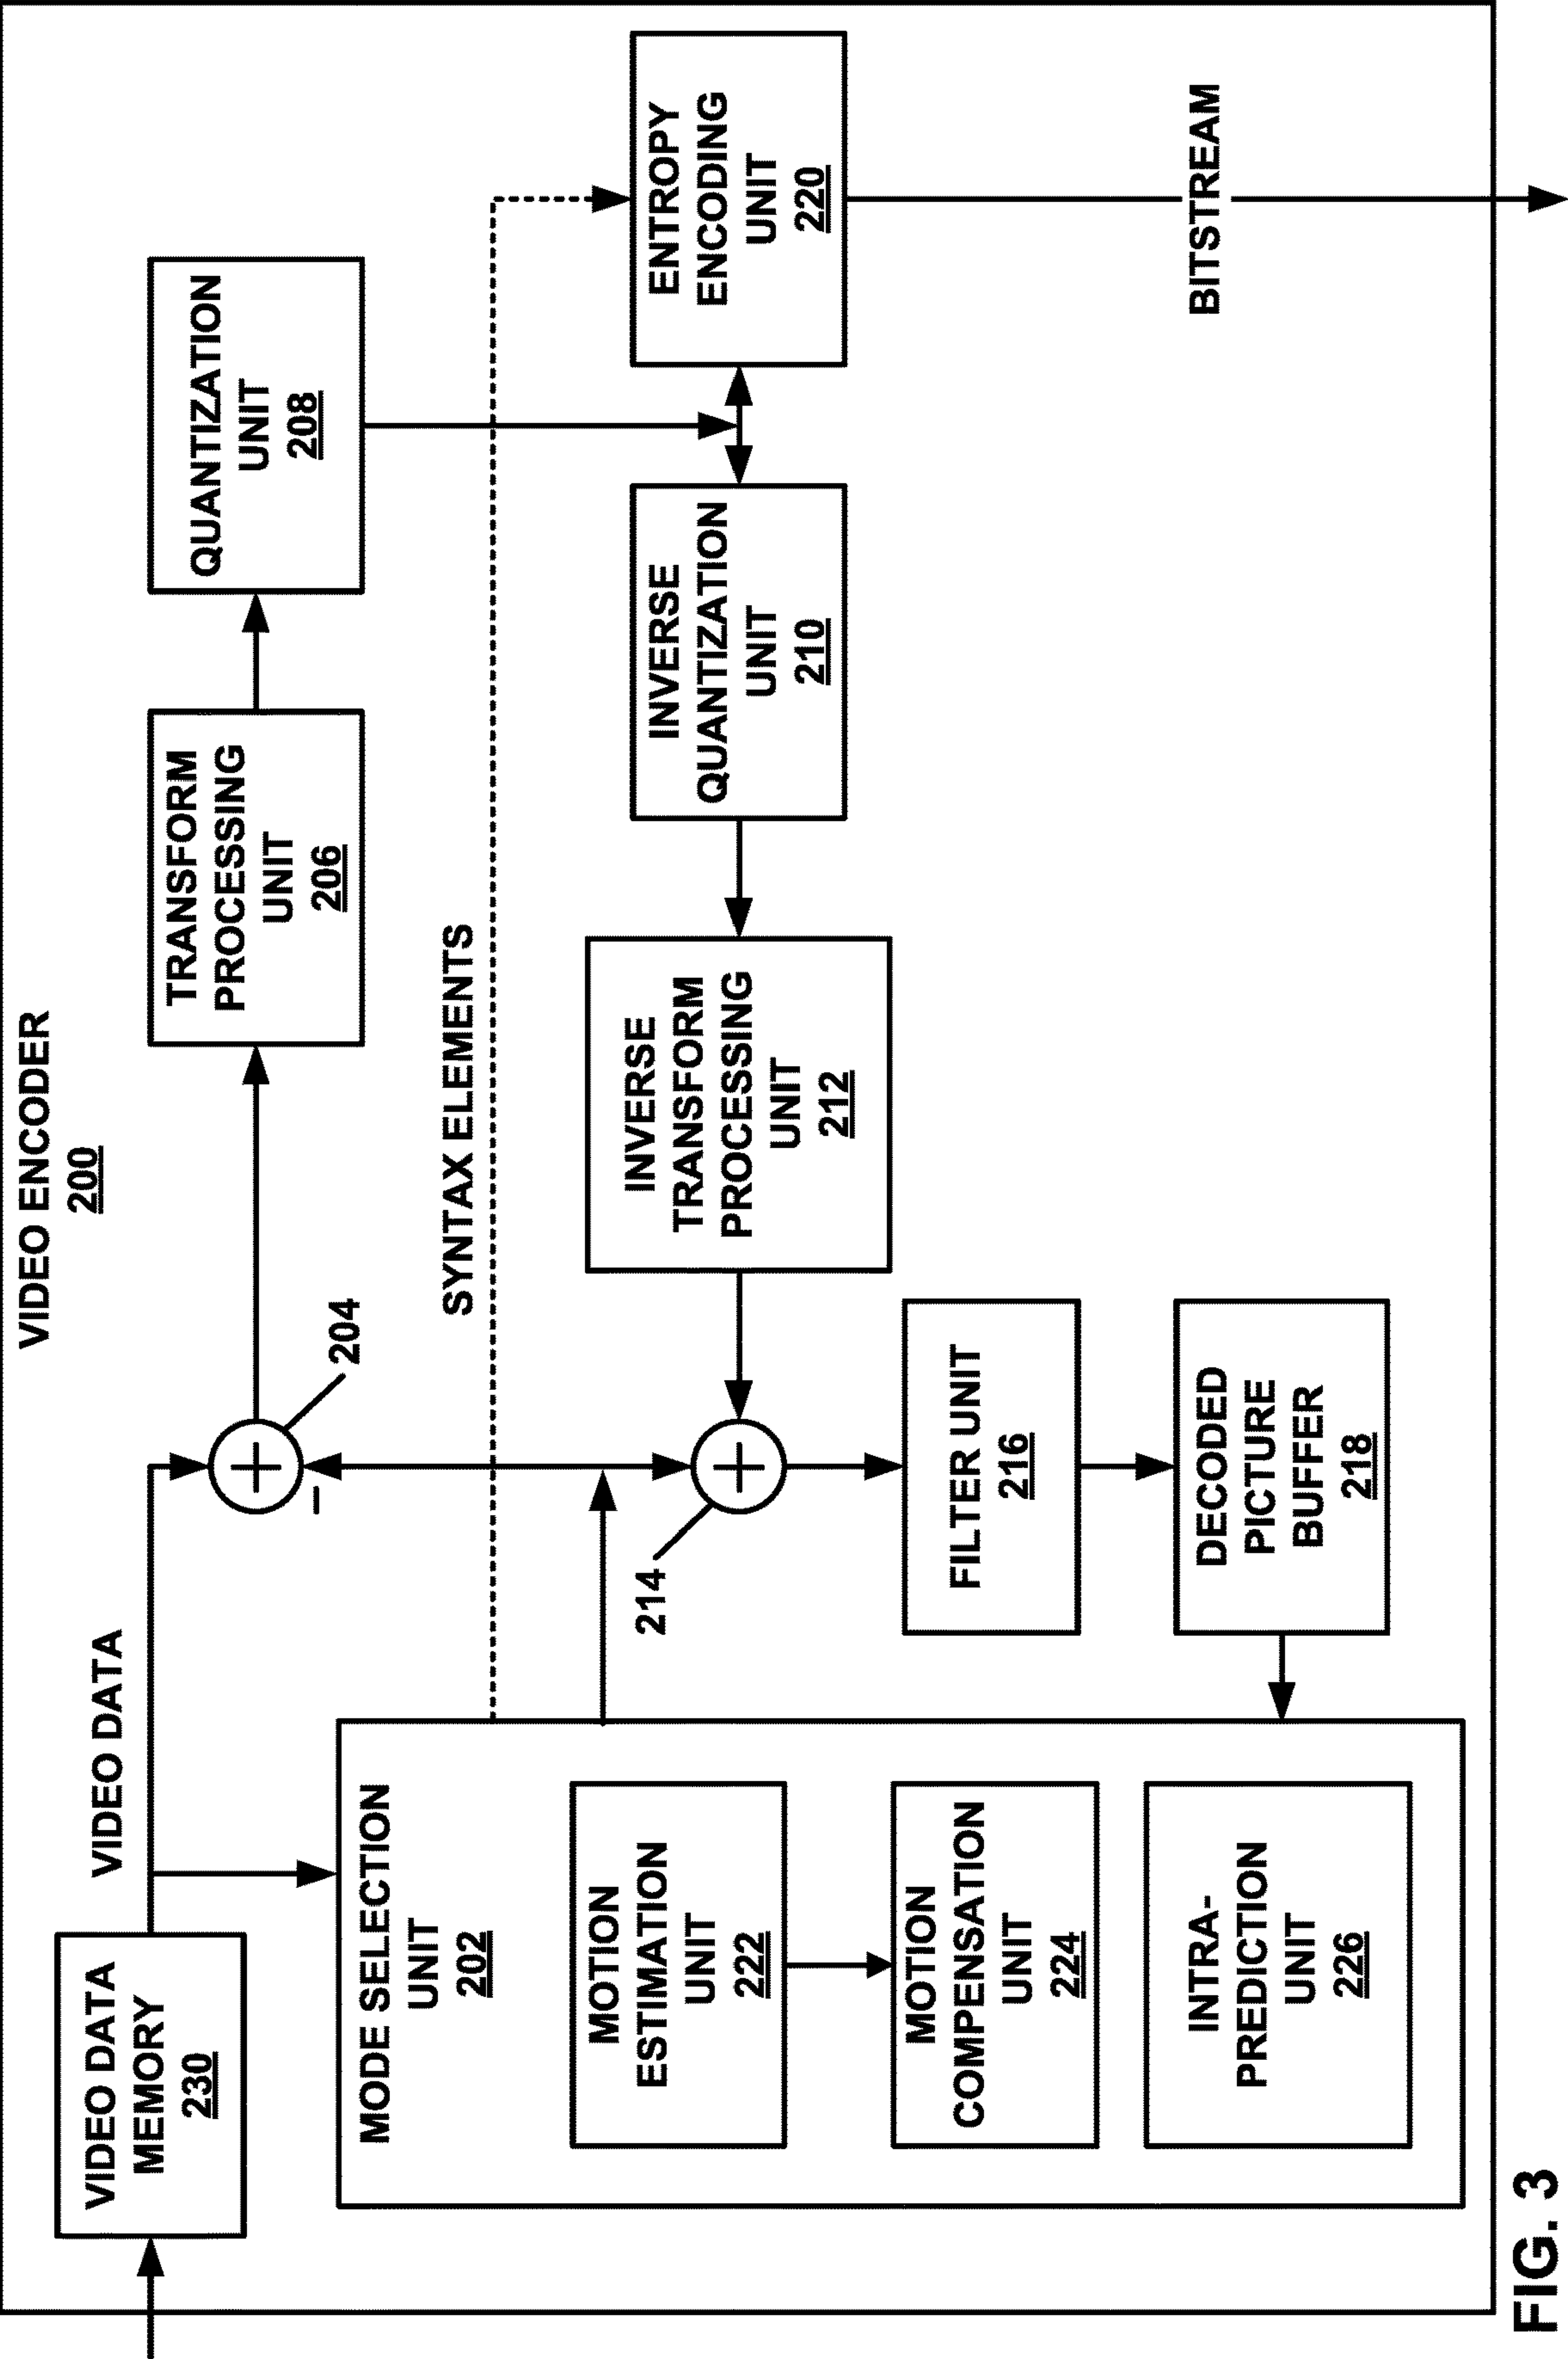 VIDEO ENCODER
200
VIDEO DATA
MEMORY
230
VIDEO DATA
204
TRANSFORM
PROCESSING
UNIT
206
QUANTIZATION
UNIT
208
MODE SELECTION
UNIT
202
SYNTAX ELEMENTS
MOTION
ESTIMATION
UNIT
222
MOTION
COMPENSATION
UNIT
224
INTRA-
PREDICTION
UNIT
226
214
INVERSE
TRANSFORM
PROCESSING
UNIT
212
INVERSE
QUANTIZATION
UNIT
210
ENTROPY
ENCODING
UNIT
220
FILTER UNIT
216
DECODED
PICTURE
BUFFER
218
BITSTREAM
FIG. 3